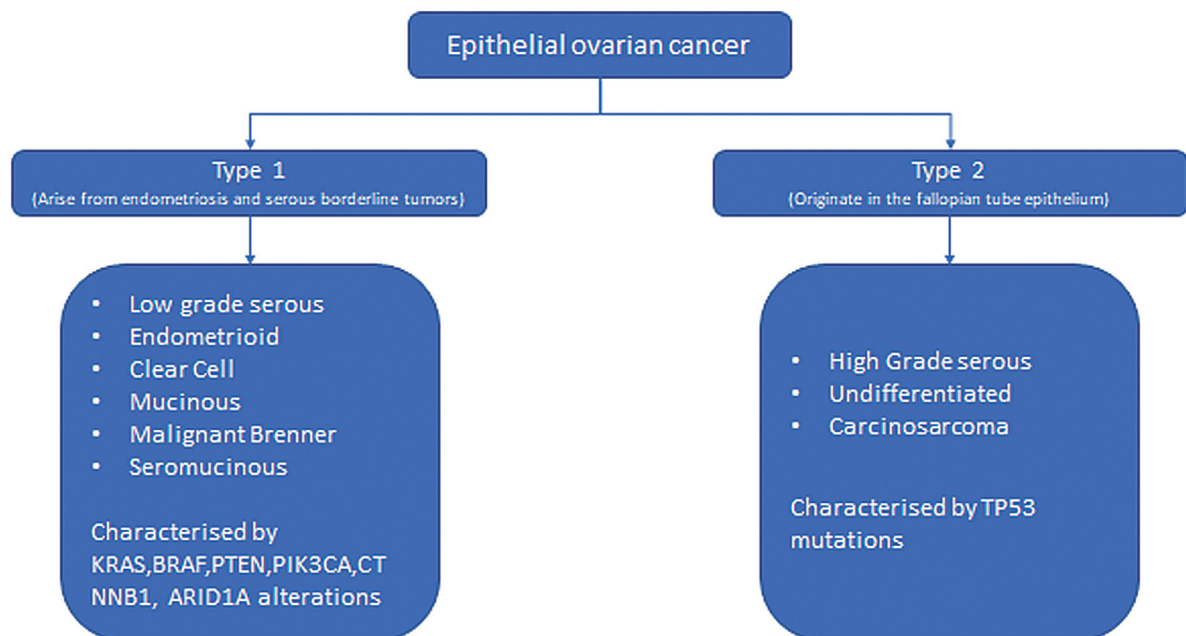 Epithelial ovarian cancer
Type 1
(Arise from endometriosis and serous borderline tumors)
• Low grade serous
• Endometrioid
• Clear Cell
• Mucinous
• Malignant Brenner
• Seromucinous
Characterised by
KRAS,BRAF,PTEN,PIK3CA,CT
NNB1, ARID1A alterations
Type 2
(Originate in the fallopian tube epithelium)
• High Grade serous
• Undifferentiated
• Carcinosarcoma
Characterised by TP53
mutations